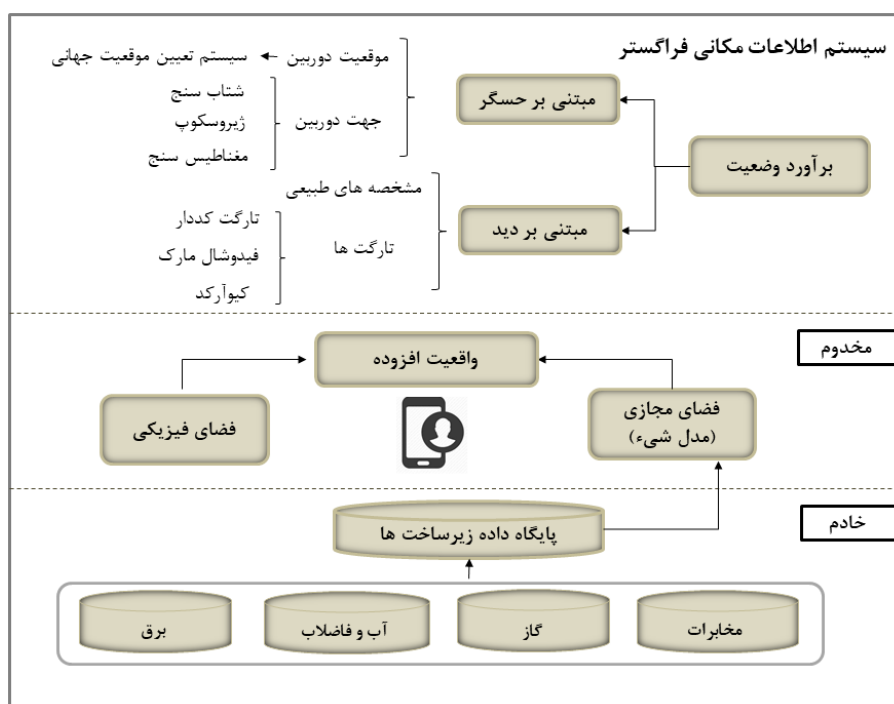 سیستم اطلاعات مکانی فراگستر
موقعیت دوربین
سیستم تعیین موقعیت جهانی
مبتنی بر حسگر
جهت دوربین
شتاب سنج
ژیروسکوپ
مغناطیس سنج
برآورد وضعیت
مشخصه های طبیعی
مبتنی بر دید
تارگت ها
تارگت کددار
فیدوشال مارک
کیوآرکد
مخدوم
واقعیت افزوده
فضای مجازی
(مدل شیء)
فضای فیزیکی
خادم
پایگاه داده زیرساخت ها
مخابرات
گاز
آب و فاضلاب
برق